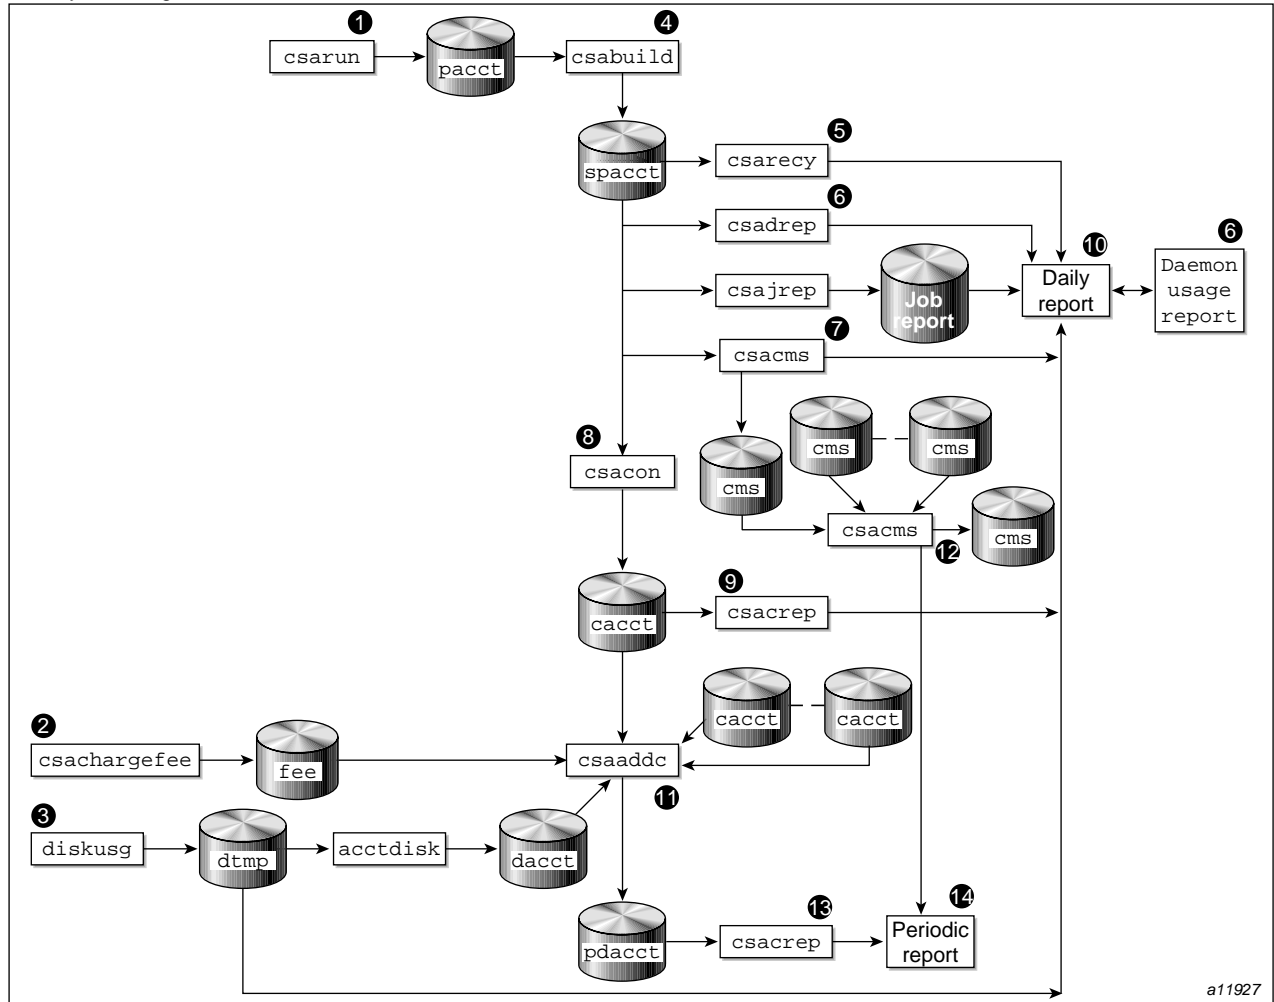 1
4
csarun
pacct
csabuild
5
spacct
csarecy
6
csadrep
10
6
Daily
report
Daemon
usage
report
csajrep
Job
report
7
csacms
8
csacon
cms
cms
cms
csacms
cms
12
9
cacct
csacrep
2
csachargefee
fee
csaaddc
cacct
cacct
11
3
diskusg
dtmp
acctdisk
dacct
13
14
pdacct
csacrep
Periodic
report
a11927